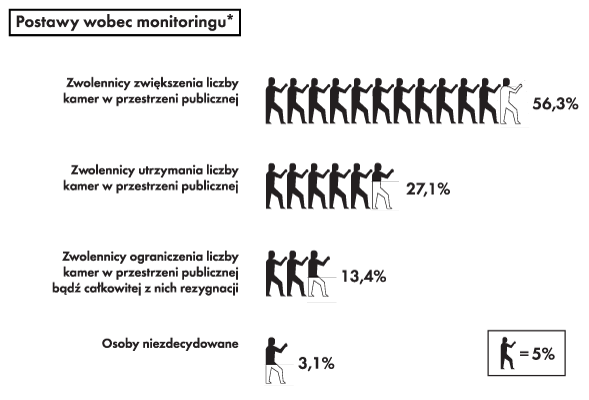 Postawy wobec monitoringu*
Zwolennicy zwiększenia liczby
kamer w przestrzeni publicznej
56,3%
Zwolennicy utrzymania liczby
kamer w przestrzeni publicznej
27,1%
Zwolennicy ograniczenia liczby
kamer w przestrzeni publicznej
bądź całkowitej z nich rezygnacji
13,4%
Osoby niezdecydowane
3,1%
= 5%